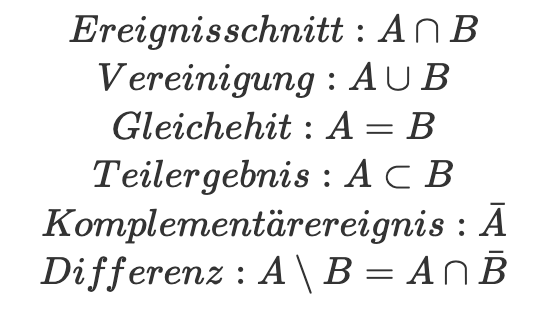 Ereignisschnitt : A ∩ B
Vereinigung : A ∪ B
Gleichehit : A = B
Teilergebnis : A ⊂ B
Komplementärereignis : Ā
Differenz : A \ B = A ∩ B̄